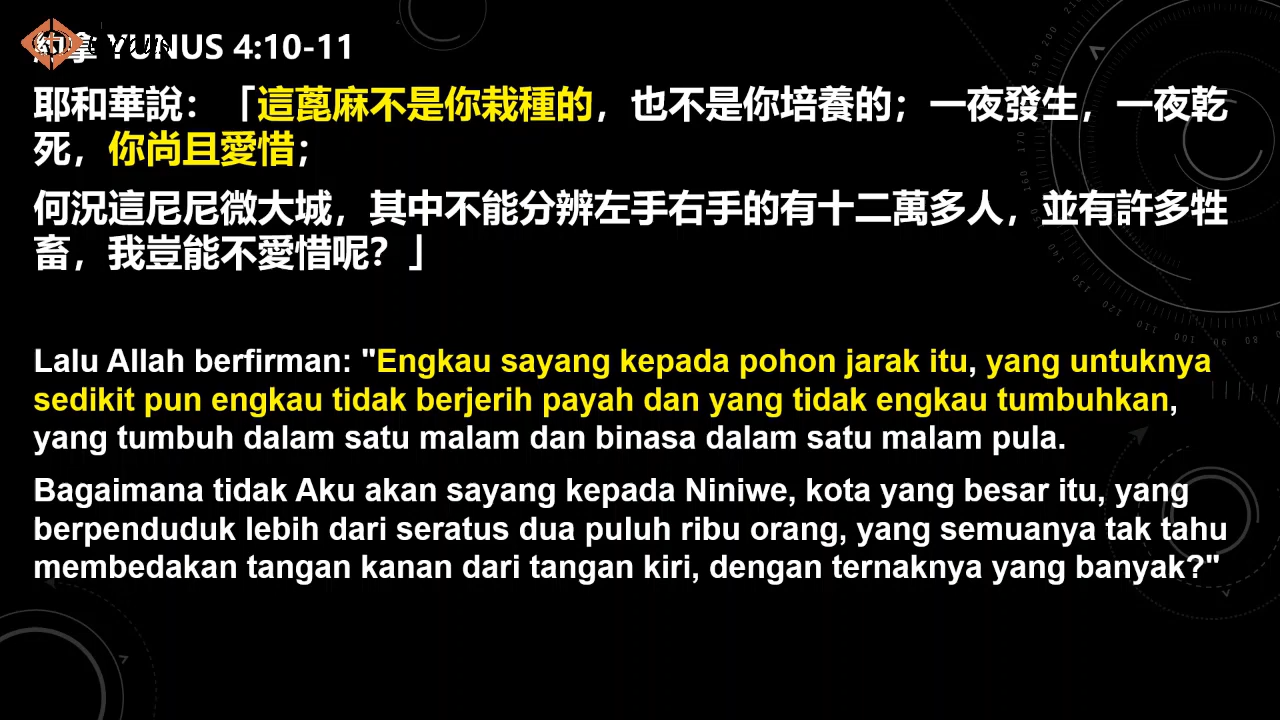 約拿 YUNUS 4:10-11
耶和華說：「這蓖麻不是你栽種的，也不是你培養的；一夜發生，一夜乾
死，你尚且愛惜；
何況這尼尼微大城，其中不能分辨左手右手的有十二萬多人，並有許多牲
畜，我豈能不愛惜呢？」
Lalu Allah berfirman: "Engkau sayang kepada pohon jarak itu, yang untuknya
sedikit pun engkau tidak berjerih payah dan yang tidak engkau tumbuhkan,
yang tumbuh dalam satu malam dan binasa dalam satu malam pula.
Bagaimana tidak Aku akan sayang kepada Niniwe, kota yang besar itu, yang
berpenduduk lebih dari seratus dua puluh ribu orang, yang semuanya tak tahu
membedakan tangan kanan dari tangan kiri, dengan ternaknya yang banyak?"